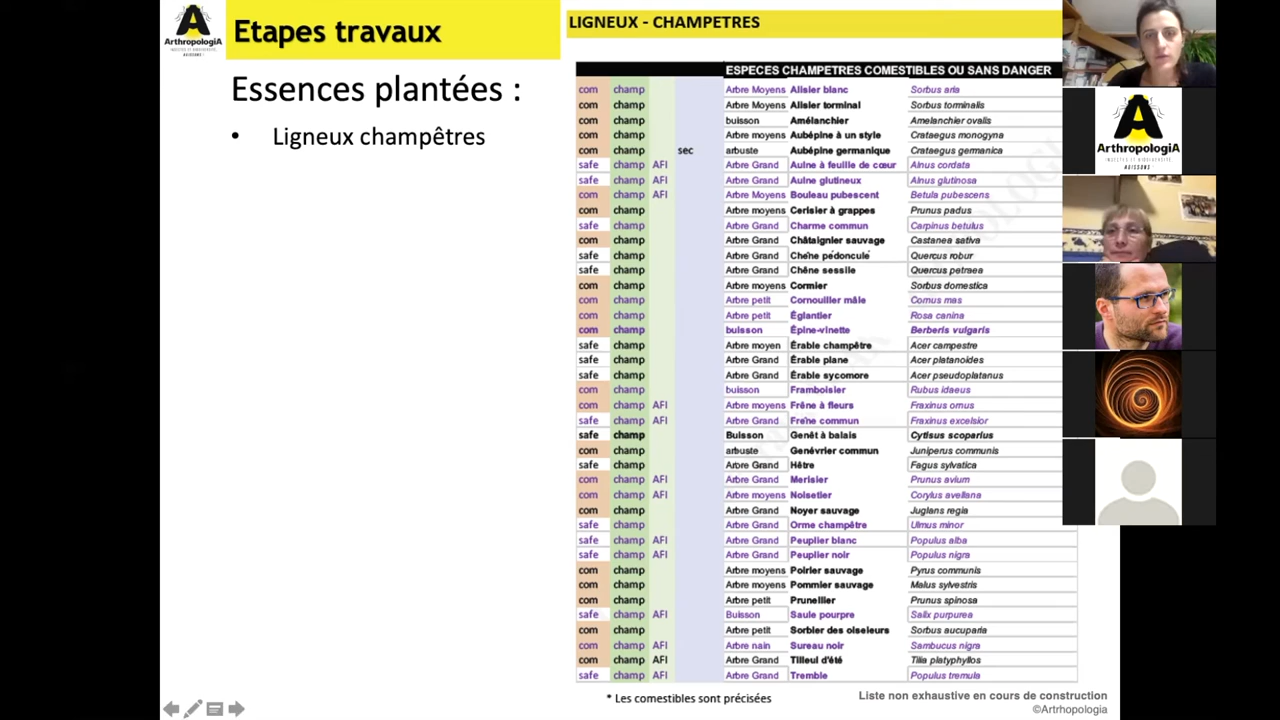 ArthropologiA
INSECTES ET BIODIVERSITÉ
AGISSONS !
Etapes travaux
LIGNEUX - CHAMPETRES
Essences plantées :
• Ligneux champêtres
ESPECES CHAMPETRES COMESTIBLES OU SANS DANGER
com champ Arbre Moyens Alisier blanc Sorbus aria
com champ Arbre Moyens Alisier torminal Sorbus torminalis
com champ buisson Amélanchier Amelanchier ovalis
com champ Arbre moyens Aubépine à un style Crataegus monogyna
com champ sec arbuste Aubépine germanique Crataegus germanica
safe champ AFI Arbre Grand Aulne à feuille de cœur Alnus cordata
safe champ AFI Arbre Grand Aulne glutineux Alnus glutinosa
com champ AFI Arbre Moyens Bouleau pubescent Betula pubescens
com champ Arbre moyens Cerisier à grappes Prunus padus
safe champ Arbre Grand Charme commun Carpinus betulus
com champ Arbre Grand Châtaignier sauvage Castanea sativa
safe champ Arbre Grand Chêne pédonculé Quercus robur
safe champ Arbre Grand Chêne sessile Quercus petraea
com champ Arbre moyens Cormier Sorbus domestica
com champ Arbre petit Cornouiller mâle Cornus mas
com champ Arbre petit Églantier Rosa canina
com champ buisson Épine-vinette Berberis vulgaris
safe champ Arbre moyen Érable champêtre Acer campestre
safe champ Arbre Grand Érable plane Acer platanoides
safe champ Arbre Grand Érable sycomore Acer pseudoplatanus
com champ buisson Framboisier Rubus idaeus
com champ AFI Arbre moyens Frêne à fleurs Fraxinus ornus
safe champ AFI Arbre Grand Frêne commun Fraxinus excelsior
safe champ Buisson Genêt à balais Cytisus scoparius
com champ arbuste Genévrier commun Juniperus communis
safe champ Arbre Grand Hêtre Fagus sylvatica
com champ AFI Arbre Grand Merisier Prunus avium
com champ AFI Arbre moyens Noisetier Corylus avellana
com champ Arbre Grand Noyer sauvage Juglans regia
safe champ Arbre Grand Orme champêtre Ulmus minor
safe champ AFI Arbre Grand Peuplier blanc Populus alba
safe champ AFI Arbre Grand Peuplier noir Populus nigra
com champ Arbre moyens Poirier sauvage Pyrus communis
com champ Arbre moyens Pommier sauvage Malus sylvestris
com champ Arbre petit Prunellier Prunus spinosa
safe champ AFI Buisson Saule pourpre Salix purpurea
com champ Arbre petit Sorbier des oiseleurs Sorbus aucuparia
com champ AFI Arbre nain Sureau noir Sambucus nigra
com champ AFI Arbre Grand Tilleul d'été Tilia platyphyllos
safe champ AFI Arbre Grand Tremble Populus tremula
* Les comestibles sont précisées
Liste non exhaustive en cours de construction
©Artrhopologia
ArthropologiA
INSECTES ET BIODIVERSITÉ
AGISSONS !